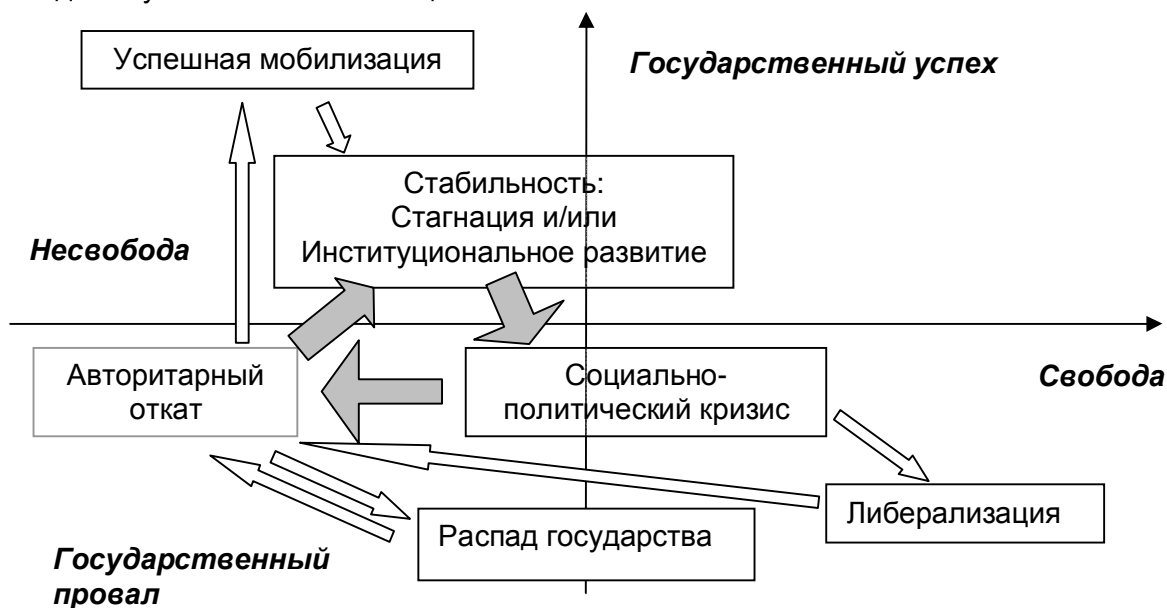 Успешная мобилизация
Государственный успех
Стабильность:
Стагнация и/или
Институциональное развитие
Несвобода
Авторитарный
откат
Социально-
политический кризис
Свобода
Либерализация
Распад государства
Государственный
провал